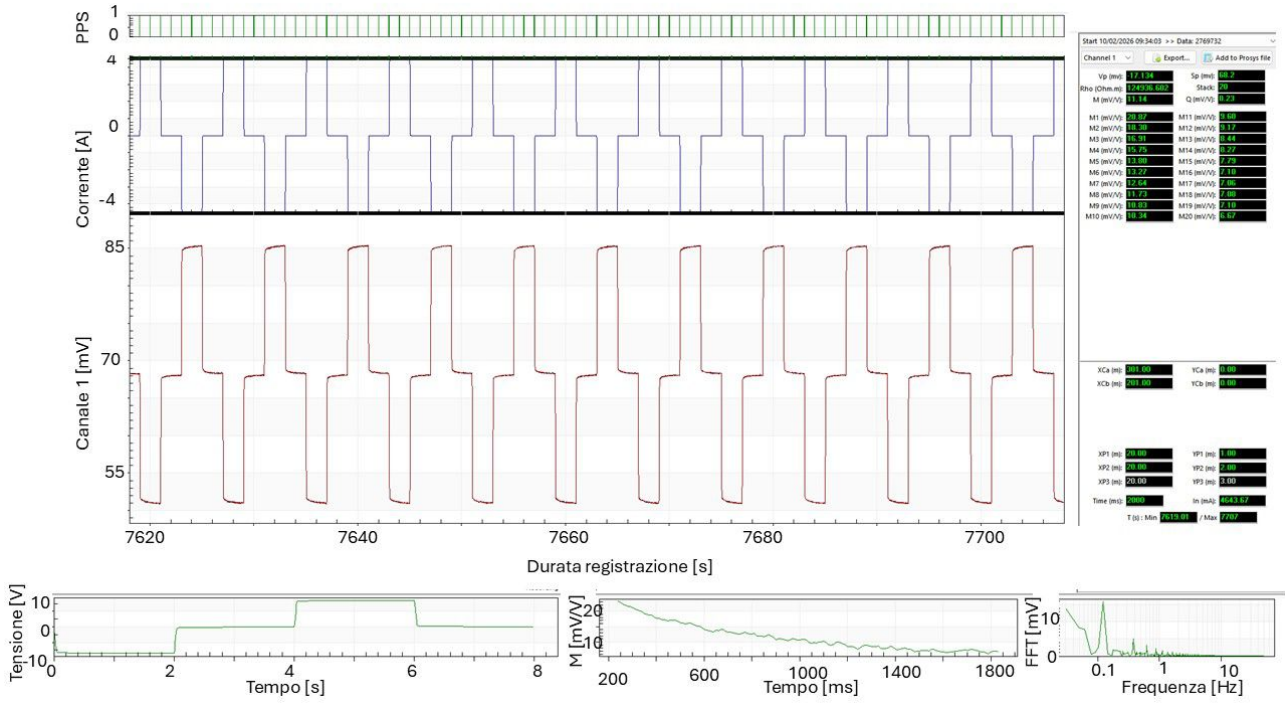 PPS
1
0
Corrente [A]
4
0
-4
Canale 1 [mV]
85
70
55
7620
7640
7660
7680
7700
Durata registrazione [s]
Start 10/02/2026 09:34:03 >> Data: 2769732
Channel 1
Export...
Add to Prosys file
Vp (mv): -17.134 Sp (mv): 68.2
Rho (Ohm.m): 124936.682 Stack: 20
M (mV/V): 11.14 Q (mV/V): 0.23
M1 (mV/V): 20.87 M11 (mV/V): 9.60
M2 (mV/V): 18.30 M12 (mV/V): 9.17
M3 (mV/V): 16.91 M13 (mV/V): 8.44
M4 (mV/V): 15.75 M14 (mV/V): 8.27
M5 (mV/V): 13.80 M15 (mV/V): 7.79
M6 (mV/V): 13.27 M16 (mV/V): 7.10
M7 (mV/V): 12.64 M17 (mV/V): 7.06
M8 (mV/V): 11.73 M18 (mV/V): 7.00
M9 (mV/V): 10.83 M19 (mV/V): 7.10
M10 (mV/V): 10.34 M20 (mV/V): 6.67
XCa (m): 301.00 YCa (m): 0.00
XCb (m): 201.00 YCb (m): 0.00
XP1 (m): 20.00 YP1 (m): 1.00
XP2 (m): 20.00 YP2 (m): 2.00
XP3 (m): 20.00 YP3 (m): 3.00
Time (ms): 2000 In (mA): 4643.67
T (s) : Min 7619.01 / Max 7707
Tensione [V]
10
0
-10
0
2
4
6
8
Tempo [s]
M [mV/V]
20
10
200
600
1000
1400
1800
Tempo [ms]
FFT [mV]
10
0
0.1
1
10
Frequenza [Hz]